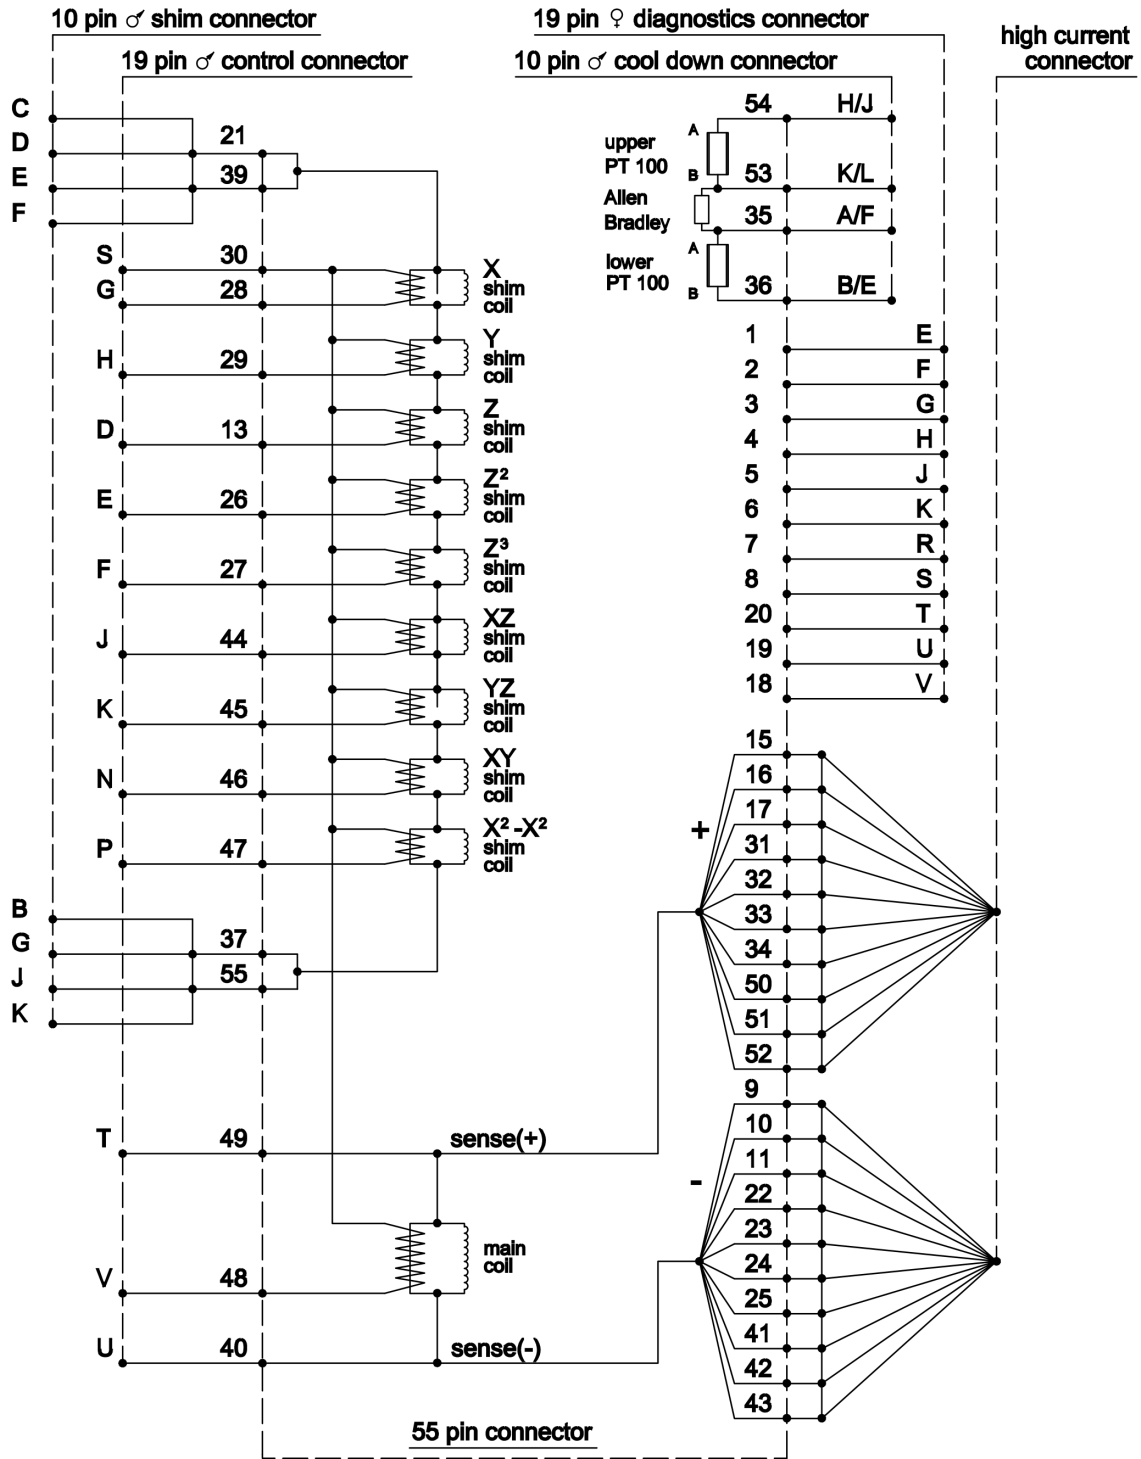 10 pin ♂ shim connector
19 pin ♂ control connector
19 pin ♀ diagnostics connector
10 pin ♂ cool down connector
high current
connector
C
D 21
E 39
F
S 30
G 28
X
shim
coil
H 29
Y
shim
coil
D 13
Z
shim
coil
E 26
Z²
shim
coil
F 27
Z³
shim
coil
J 44
XZ
shim
coil
K 45
YZ
shim
coil
N 46
XY
shim
coil
P 47
X² -X²
shim
coil
B
G 37
J 55
K
T 49 sense(+)
V 48
main
coil
U 40 sense(-)
54 H/J
A
upper
PT 100
B
53 K/L
Allen
Bradley
35 A/F
A
lower
PT 100
B
36 B/E
1 E
2 F
3 G
4 H
5 J
6 K
7 R
8 S
20 T
19 U
18 V
+
15
16
17
31
32
33
34
50
51
52
-
9
10
11
22
23
24
25
41
42
43
55 pin connector